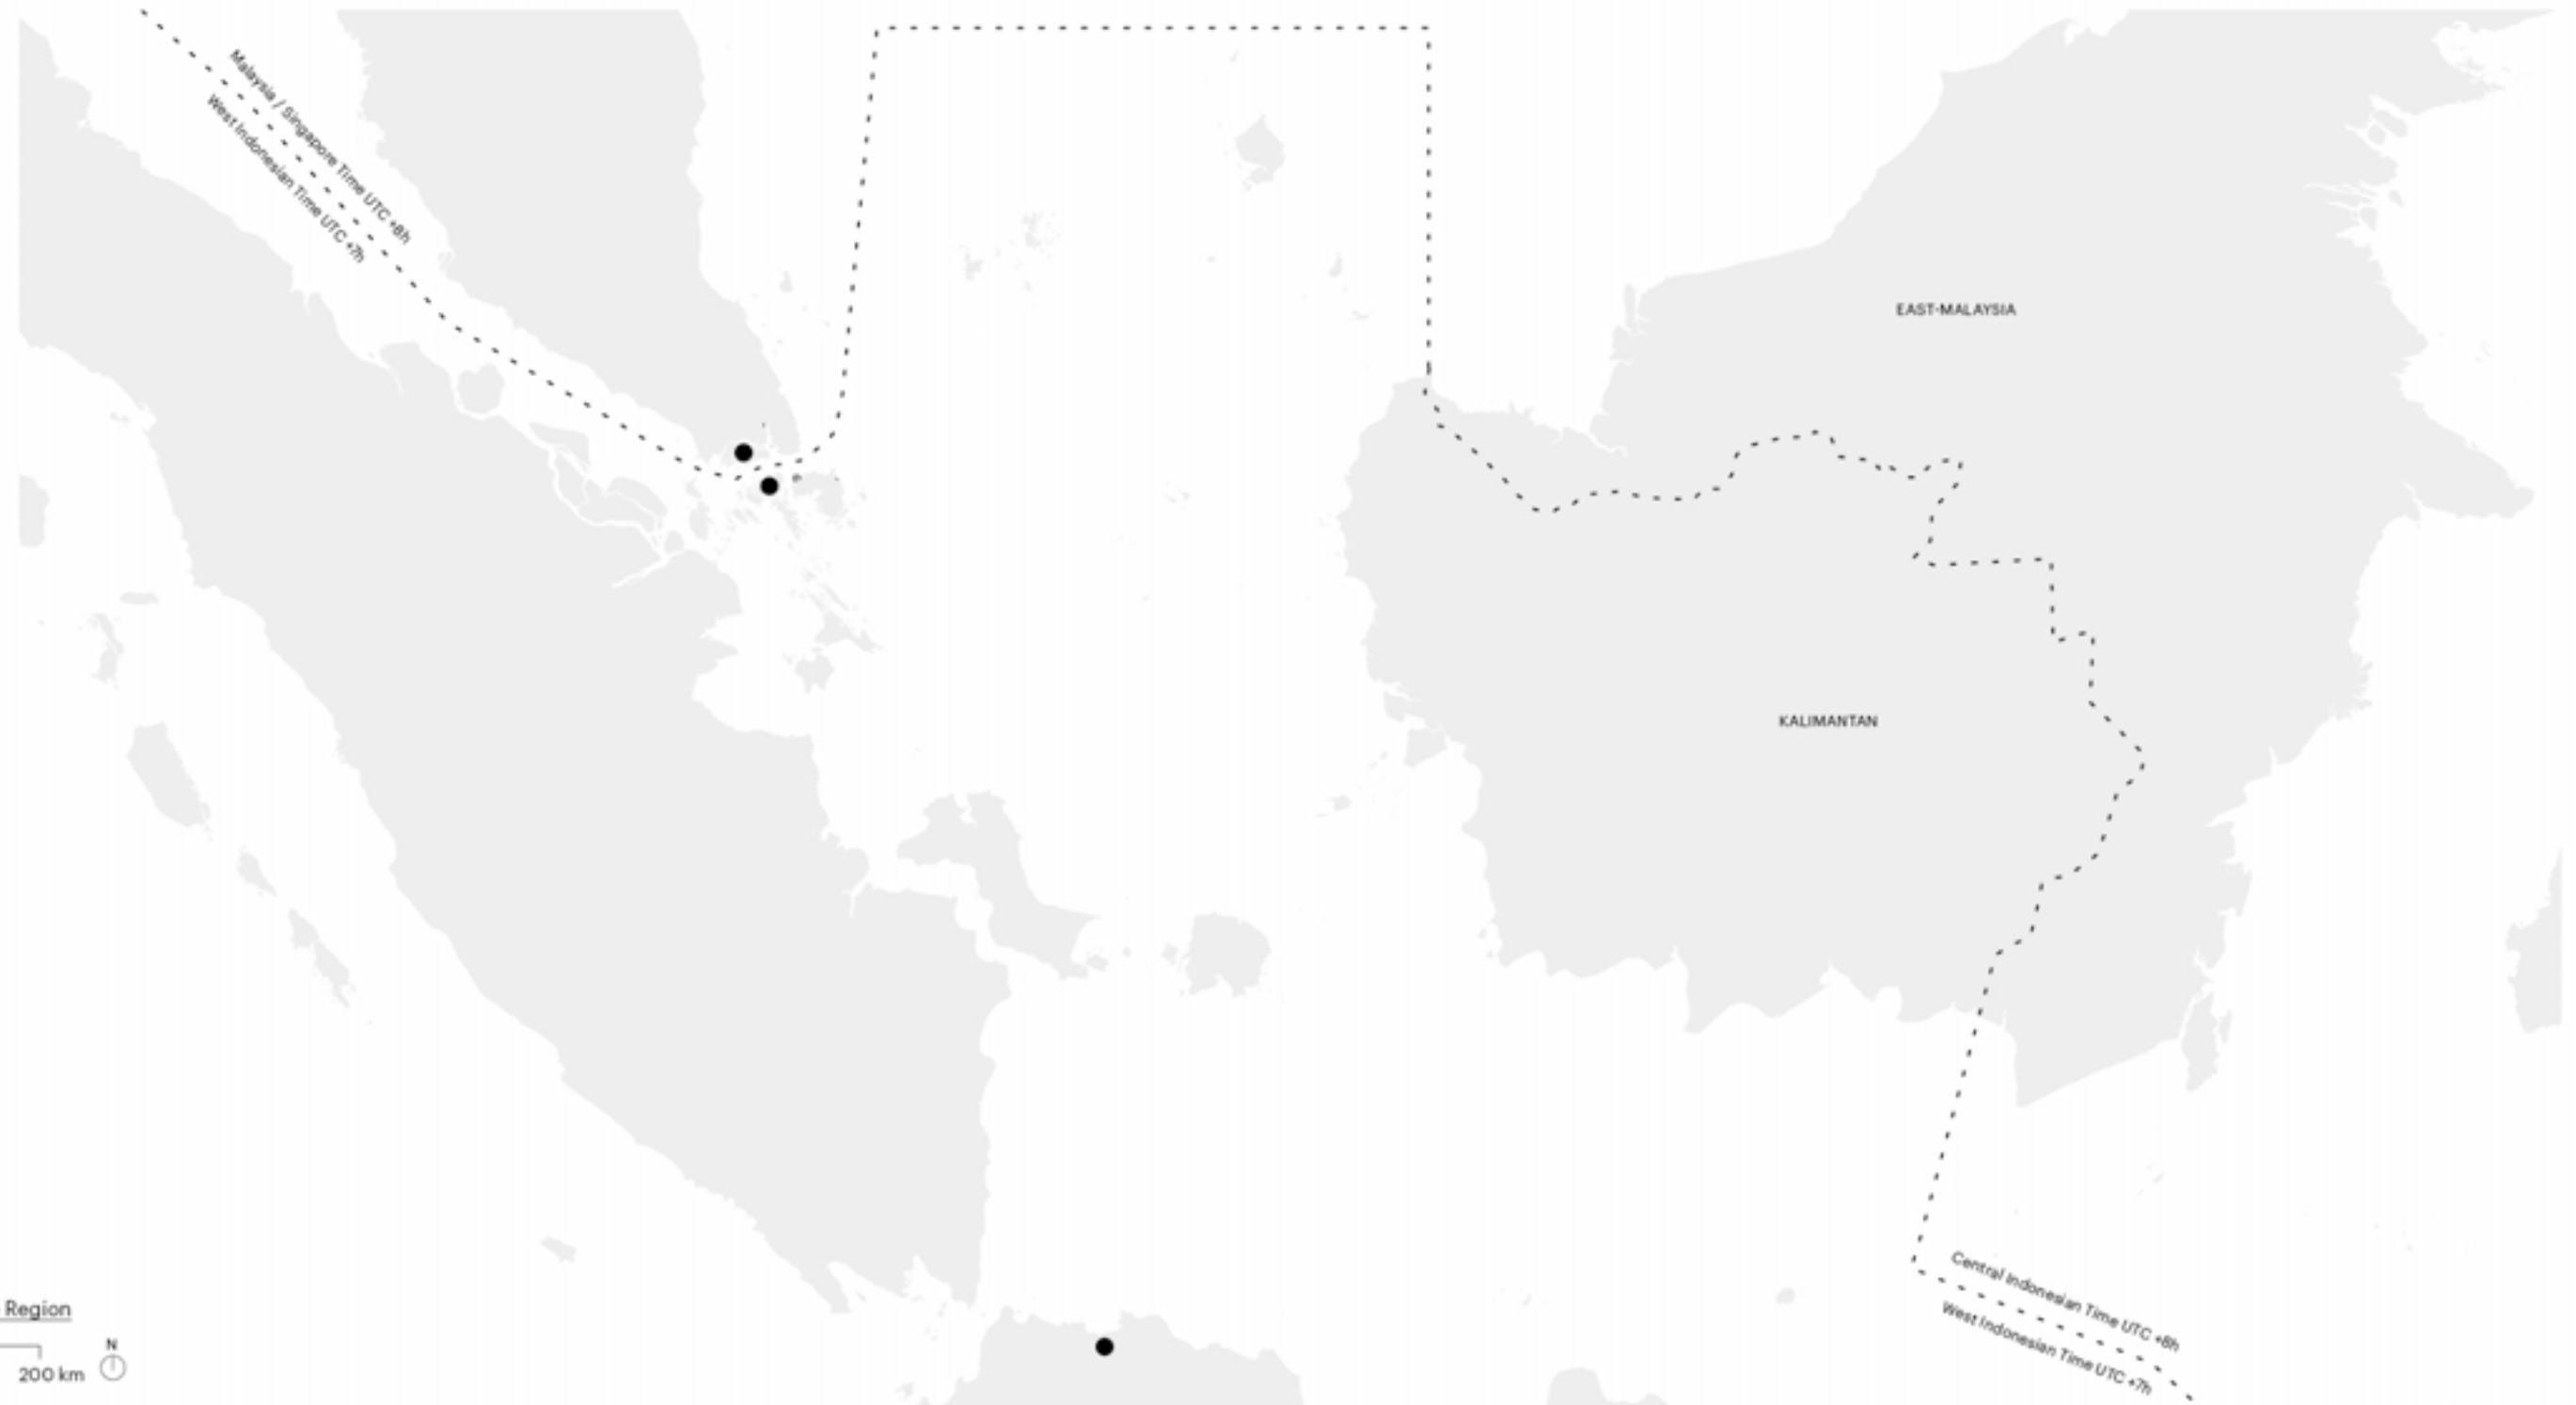 Malaysia / Singapore Time UTC +8h
West Indonesian Time UTC +7h
EAST-MALAYSIA
KALIMANTAN
Central Indonesian Time UTC +8h
West Indonesian Time UTC +7h
Region
N
200 km